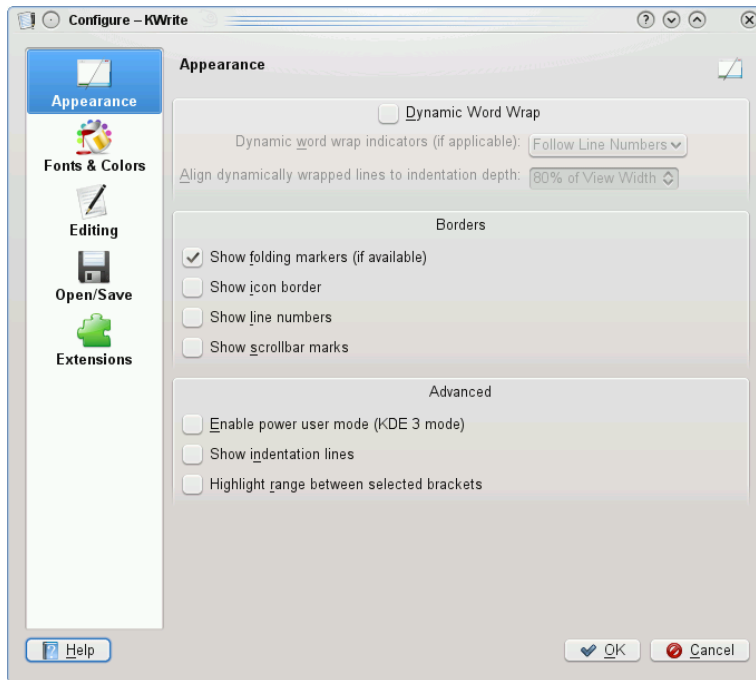 Configure – KWrite
Appearance
Fonts & Colors
Editing
Open/Save
Extensions
Appearance
Dynamic Word Wrap
Dynamic word wrap indicators (if applicable): Follow Line Numbers
Align dynamically wrapped lines to indentation depth: 80% of View Width
Borders
Show folding markers (if available)
Show icon border
Show line numbers
Show scrollbar marks
Advanced
Enable power user mode (KDE 3 mode)
Show indentation lines
Highlight range between selected brackets
Help
OK
Cancel